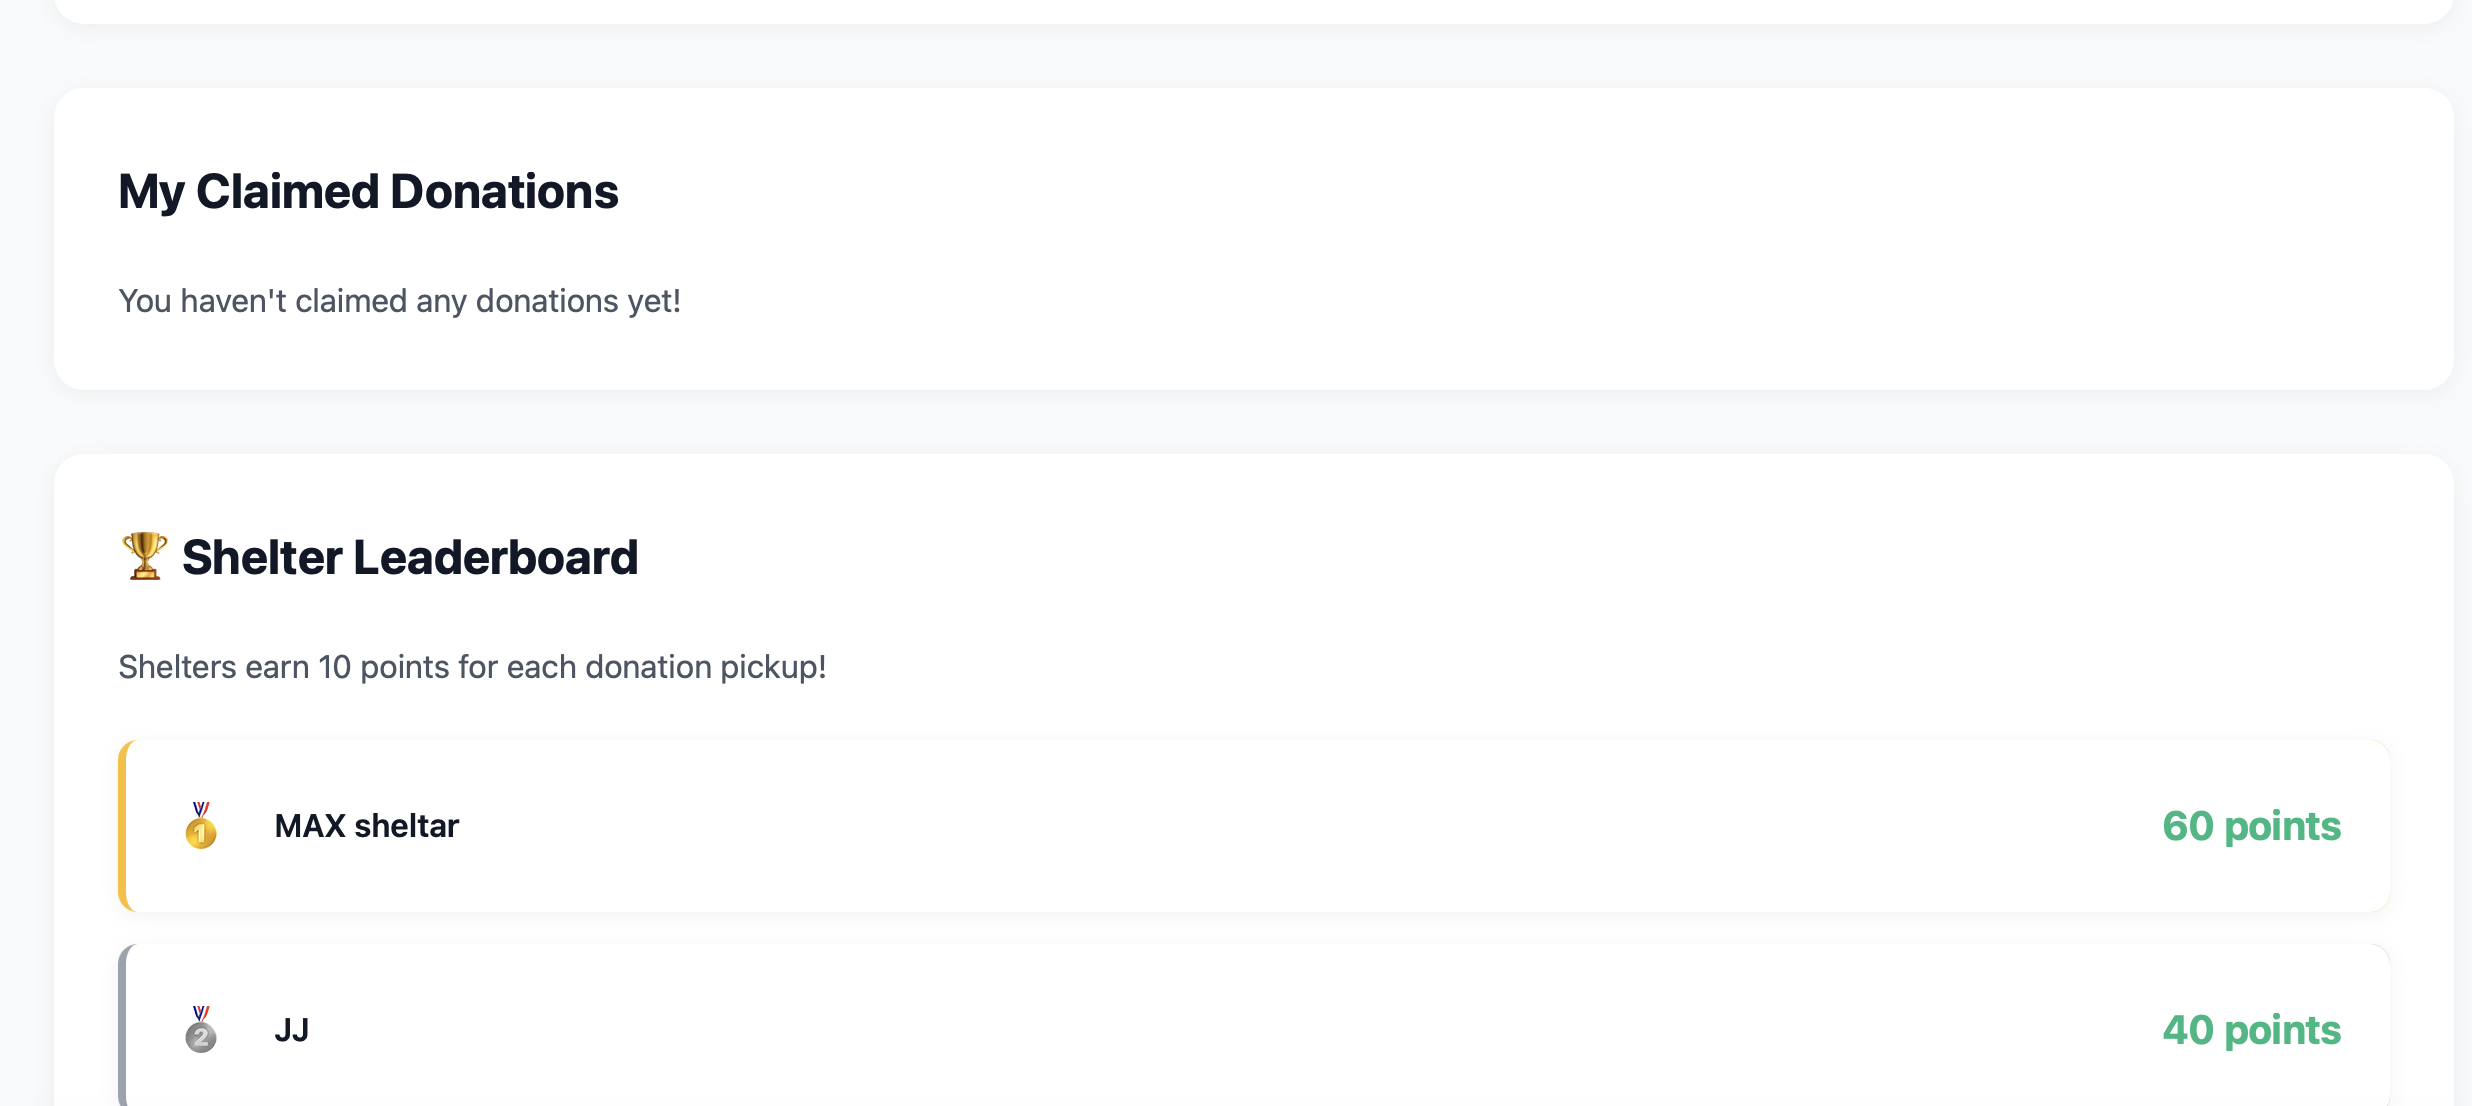 My Claimed Donations
You haven't claimed any donations yet!
🏆 Shelter Leaderboard
Shelters earn 10 points for each donation pickup!
🥇 MAX sheltar 60 points
🥈 JJ 40 points